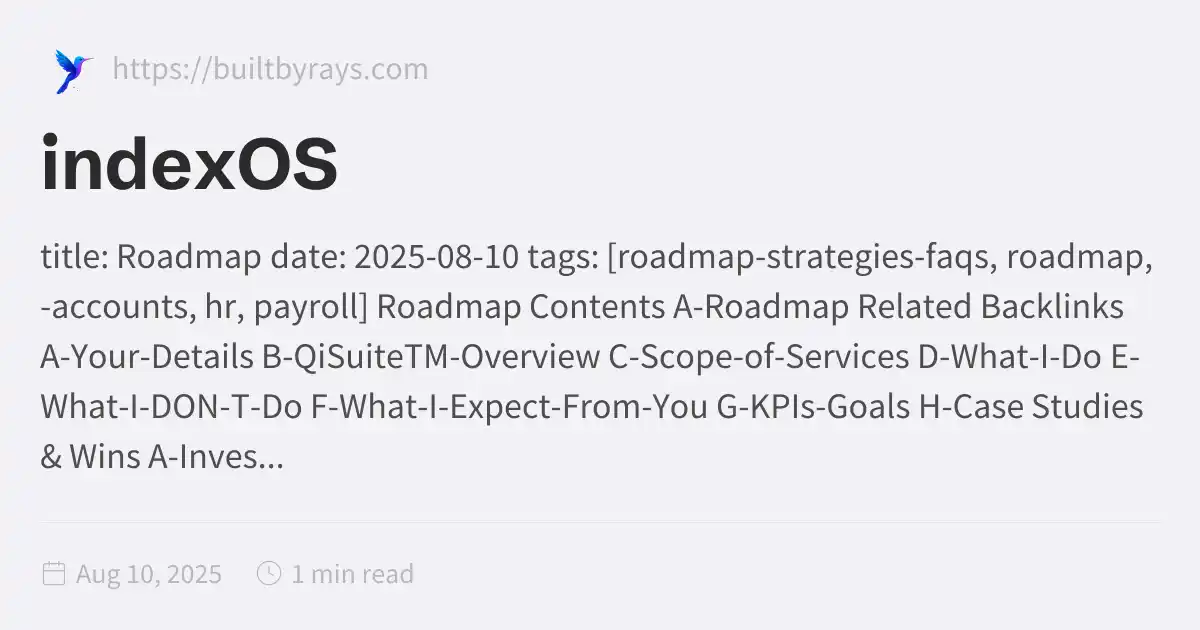 https://builtbyrays.com
indexOS
title: Roadmap date: 2025-08-10 tags: [roadmap-strategies-faqs, roadmap,
-accounts, hr, payroll] Roadmap Contents A-Roadmap Related Backlinks
A-Your-Details B-QiSuiteTM-Overview C-Scope-of-Services D-What-I-Do E-
What-I-DON-T-Do F-What-I-Expect-From-You G-KPIs-Goals H-Case Studies
& Wins A-Inves...
Aug 10, 2025 1 min read